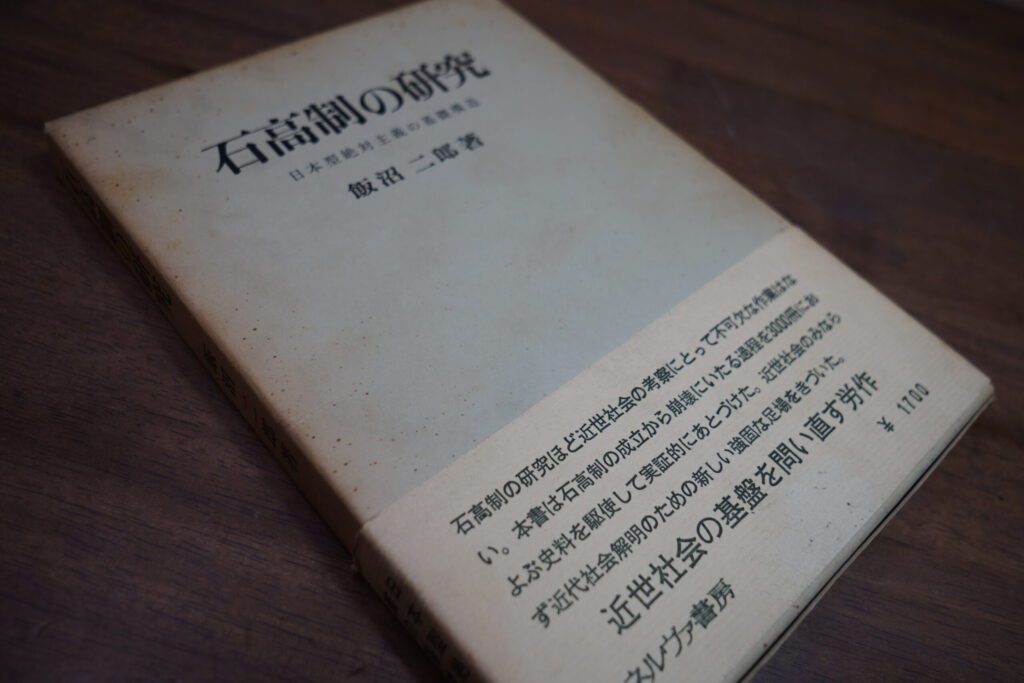 石高制の研究
日本型絶対主義の基礎構造
飯沼 二郎 著
石高制の研究ほど近世社会の考察にとって不可欠な作業はな
い。本書は石高制の成立から崩壊にいたる過程を3000冊にお
よぶ史料を駆使して実証的にあとづけた。近世社会のみなら
ず近代社会解明のための新しい強固な足場をきづいた。
近世社会の基盤を問い直す労作
ネルヴァ書房
¥ 1700